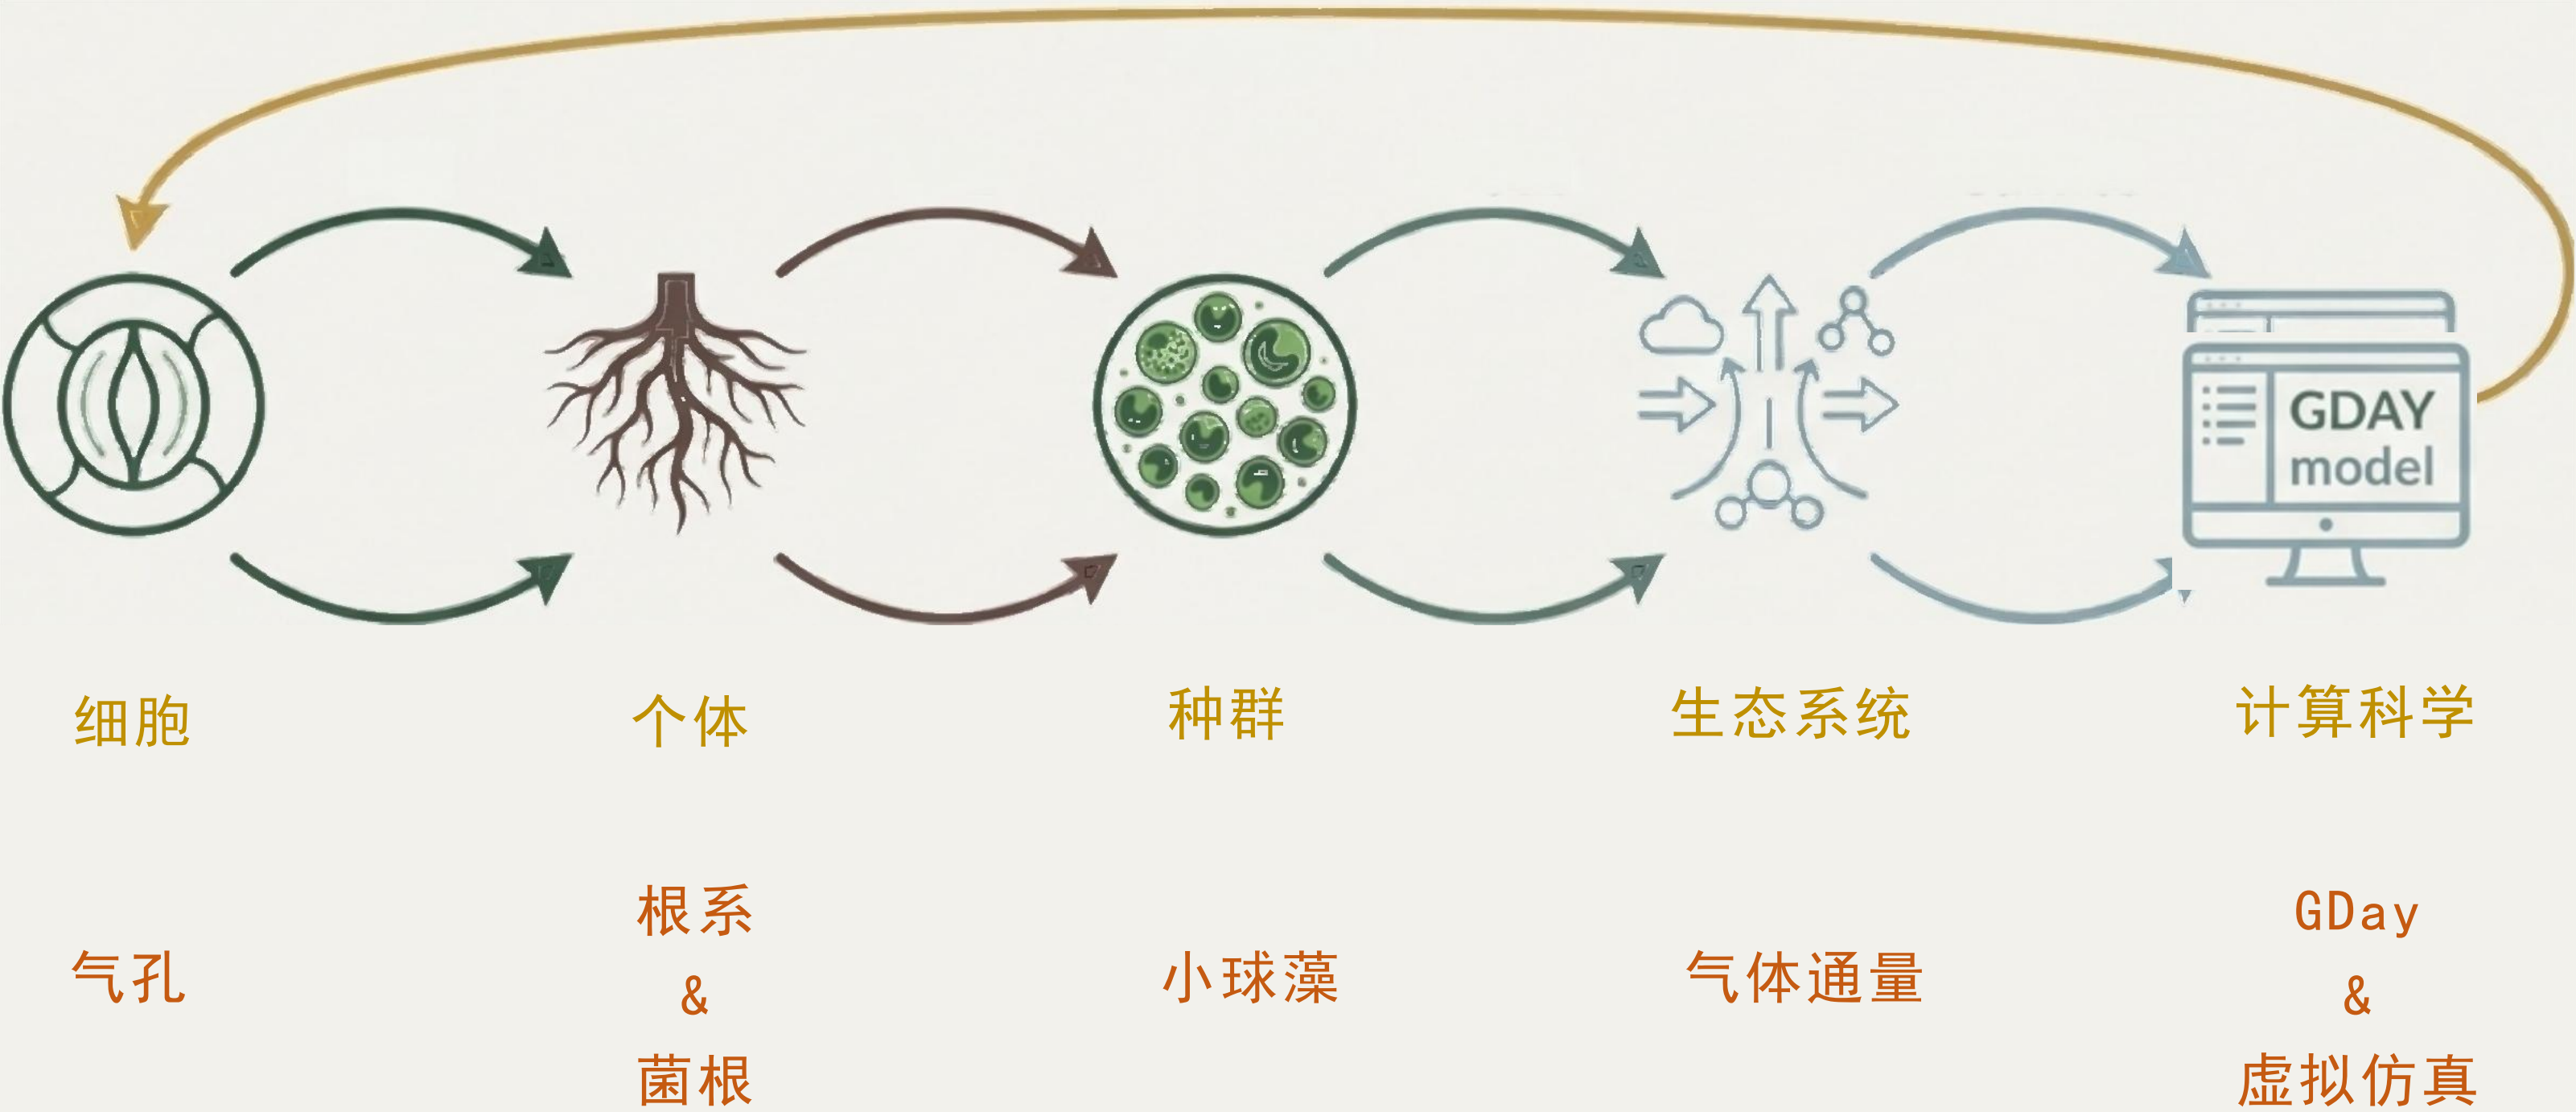 GDAY
model
细胞
个体
种群
生态系统
计算科学
气孔
根系
&
菌根
小球藻
气体通量
GDay
&
虚拟仿真